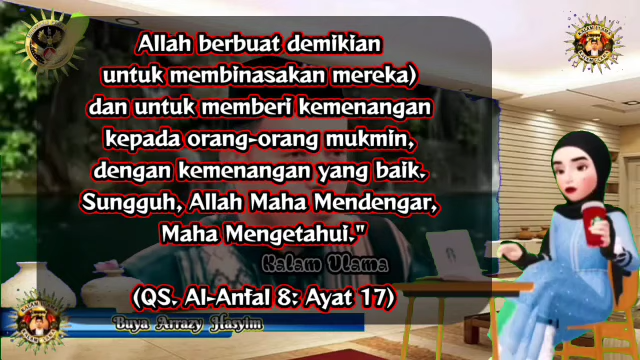 Allah berbuat demikian
untuk membinasakan mereka)
dan untuk memberi kemenangan
kepada orang-orang mukmin,
dengan kemenangan yang baik.
Sungguh, Allah Maha Mendengar,
Maha Mengetahui."
Kalam Ulama
(QS. Al-Anfal 8: Ayat 17)
Buya Arrazy Hasyim